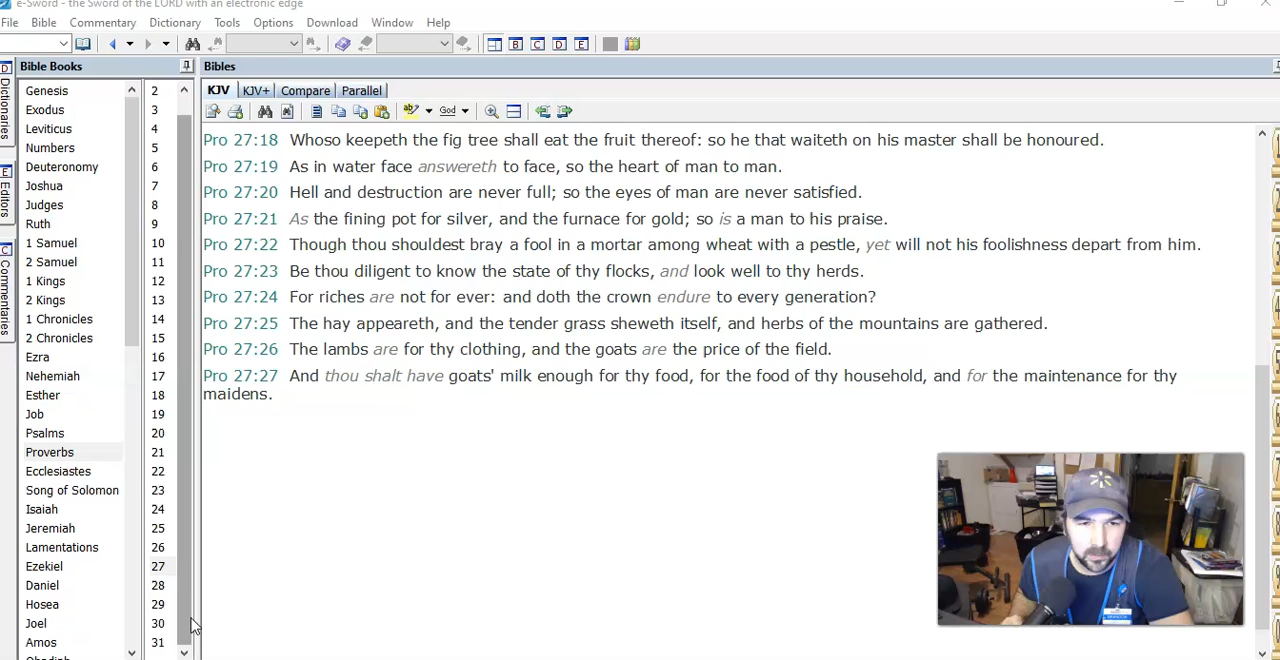 e-Sword - the Sword of the LORD with an electronic edge
File Bible Commentary Dictionary Tools Options Download Window Help
Bible Books
Bibles
KJV KJV+ Compare Parallel
God
Dictionaries
Editors
Commentaries
D
E
C
B C D E
Genesis 2
Exodus 3
Leviticus 4
Numbers 5
Deuteronomy 6
Joshua 7
Judges 8
Ruth 9
1 Samuel 10
2 Samuel 11
1 Kings 12
2 Kings 13
1 Chronicles 14
2 Chronicles 15
Ezra 16
Nehemiah 17
Esther 18
Job 19
Psalms 20
Proverbs 21
Ecclesiastes 22
Song of Solomon 23
Isaiah 24
Jeremiah 25
Lamentations 26
Ezekiel 27
Daniel 28
Hosea 29
Joel 30
Amos 31
Pro 27:18 Whoso keepeth the fig tree shall eat the fruit thereof: so he that waiteth on his master shall be honoured.
Pro 27:19 As in water face answereth to face, so the heart of man to man.
Pro 27:20 Hell and destruction are never full; so the eyes of man are never satisfied.
Pro 27:21 As the fining pot for silver, and the furnace for gold; so is a man to his praise.
Pro 27:22 Though thou shouldest bray a fool in a mortar among wheat with a pestle, yet will not his foolishness depart from him.
Pro 27:23 Be thou diligent to know the state of thy flocks, and look well to thy herds.
Pro 27:24 For riches are not for ever: and doth the crown endure to every generation?
Pro 27:25 The hay appeareth, and the tender grass sheweth itself, and herbs of the mountains are gathered.
Pro 27:26 The lambs are for thy clothing, and the goats are the price of the field.
Pro 27:27 And thou shalt have goats' milk enough for thy food, for the food of thy household, and for the maintenance for thy
maidens.